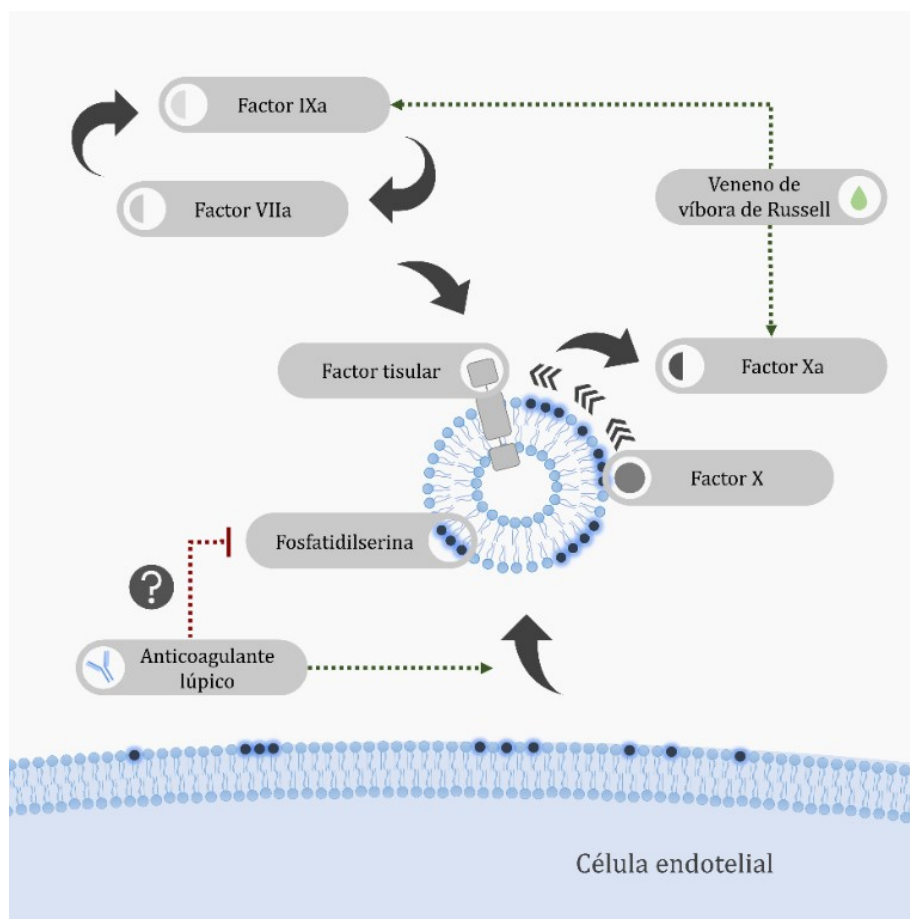 Factor IXa
Veneno de
víbora de Russell
Factor VIIa
Factor tisular
Factor Xa
Factor X
Fosfatidilserina
?
Anticoagulante
lúpico
Célula endotelial